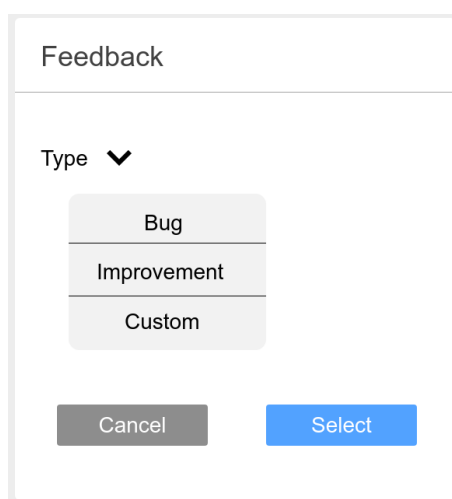 Feedback
Type
Bug
Improvement
Custom
Cancel Select